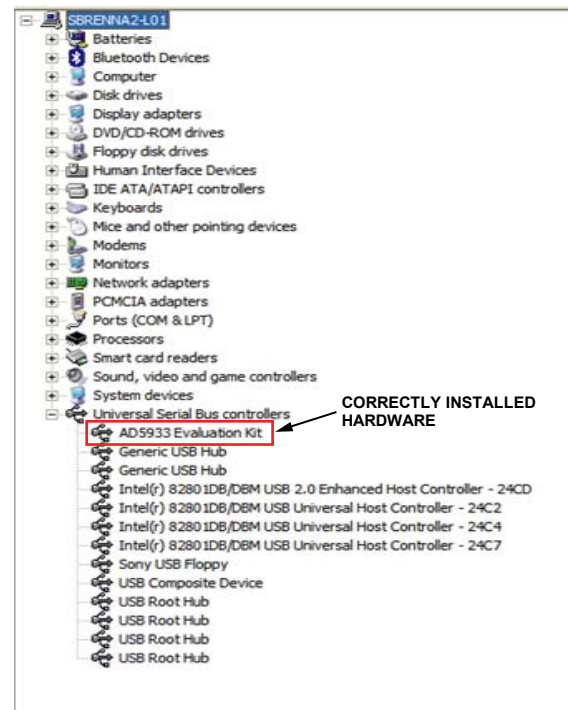 SBRENNA2-L01
Batteries
Bluetooth Devices
Computer
Disk drives
Display adapters
DVD/CD-ROM drives
Floppy disk drives
Human Interface Devices
IDE ATA/ATAPI controllers
Keyboards
Mice and other pointing devices
Modems
Monitors
Network adapters
PCMCIA adapters
Ports (COM & LPT)
Processors
Smart card readers
Sound, video and game controllers
System devices
Universal Serial Bus controllers
CORRECTLY INSTALLED
HARDWARE
AD5933 Evaluation Kit
Generic USB Hub
Generic USB Hub
Intel(r) 82801DB/DBM USB 2.0 Enhanced Host Controller - 24CD
Intel(r) 82801DB/DBM USB Universal Host Controller - 24C2
Intel(r) 82801DB/DBM USB Universal Host Controller - 24C4
Intel(r) 82801DB/DBM USB Universal Host Controller - 24C7
Sony USB Floppy
USB Composite Device
USB Root Hub
USB Root Hub
USB Root Hub
USB Root Hub